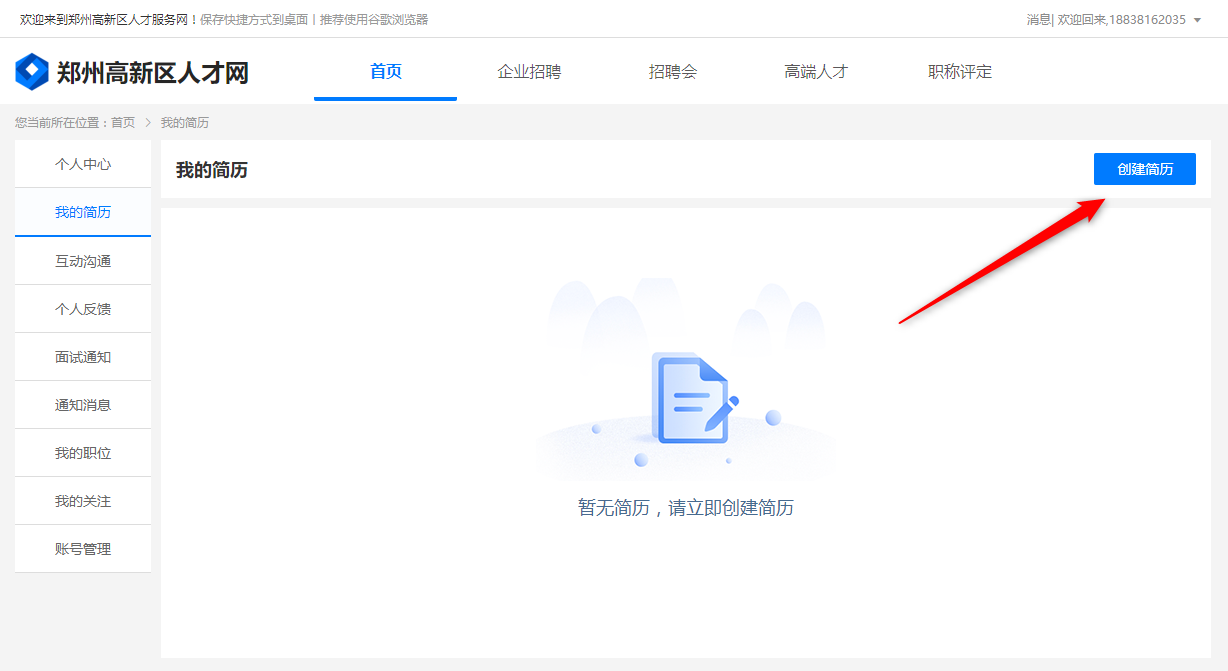 欢迎来到郑州高新区人才服务网！保存快捷方式到桌面丨推荐使用谷歌浏览器
消息| 欢迎回来,18838162035
郑州高新区人才网
首页
企业招聘
招聘会
高端人才
职称评定
您当前所在位置：首页 > 我的简历
个人中心
我的简历
互动沟通
个人反馈
面试通知
通知消息
我的职位
我的关注
账号管理
我的简历
创建简历
暂无简历，请立即创建简历